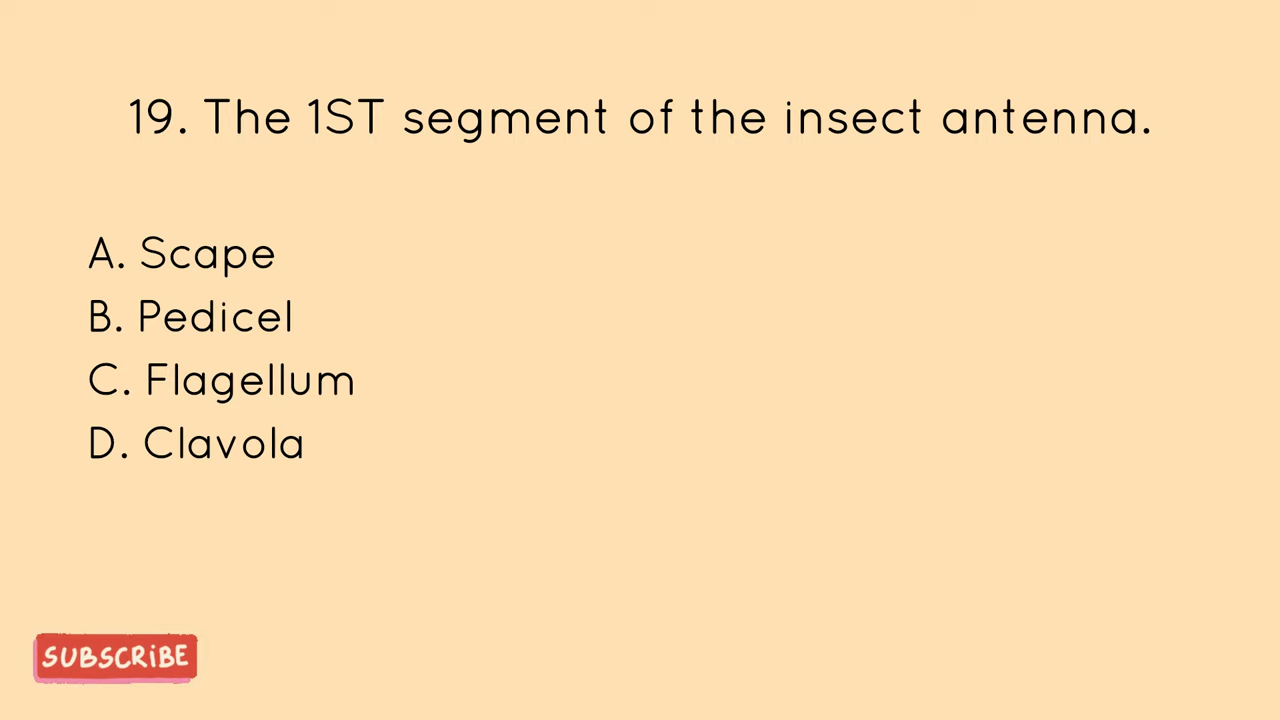 19. The 1ST segment of the insect antenna.
A. Scape
B. Pedicel
C. Flagellum
D. Clavola
SUBSCRiBE